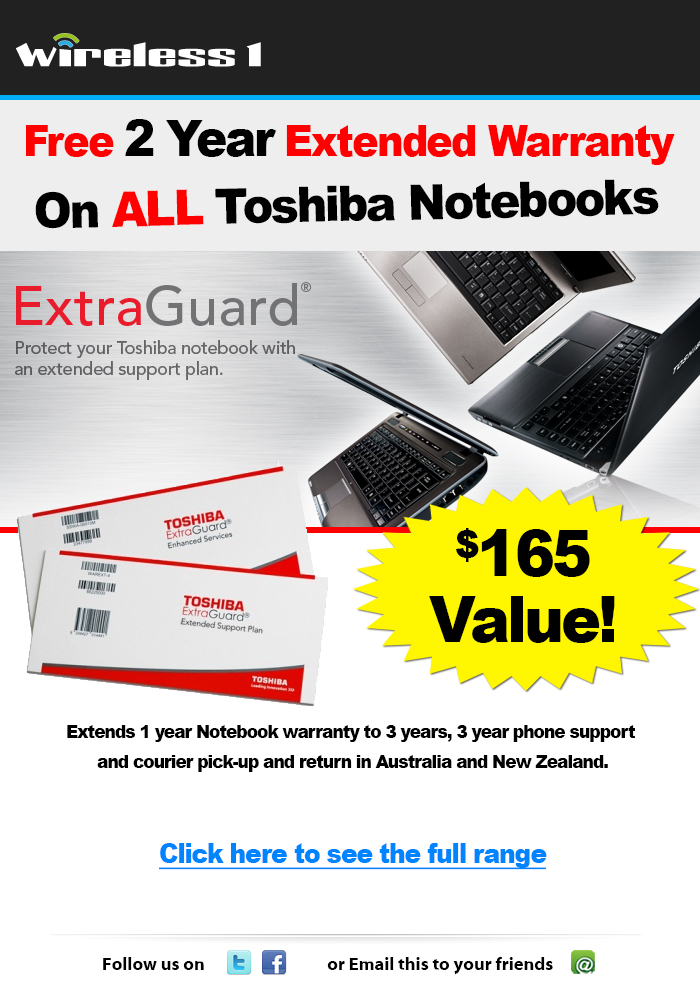 wireless 1
Free 2 Year Extended Warranty
On ALL Toshiba Notebooks
ExtraGuard®
Protect your Toshiba notebook with
an extended support plan.
TOSHIBA
TOSHIBA
ExtraGuard®
Enhanced Services
TOSHIBA
ExtraGuard®
Extended Support Plan
TOSHIBA
Leading Innovation >>>
$165
Value!
Extends 1 year Notebook warranty to 3 years, 3 year phone support
and courier pick-up and return in Australia and New Zealand.
Click here to see the full range
Follow us on
or Email this to your friends